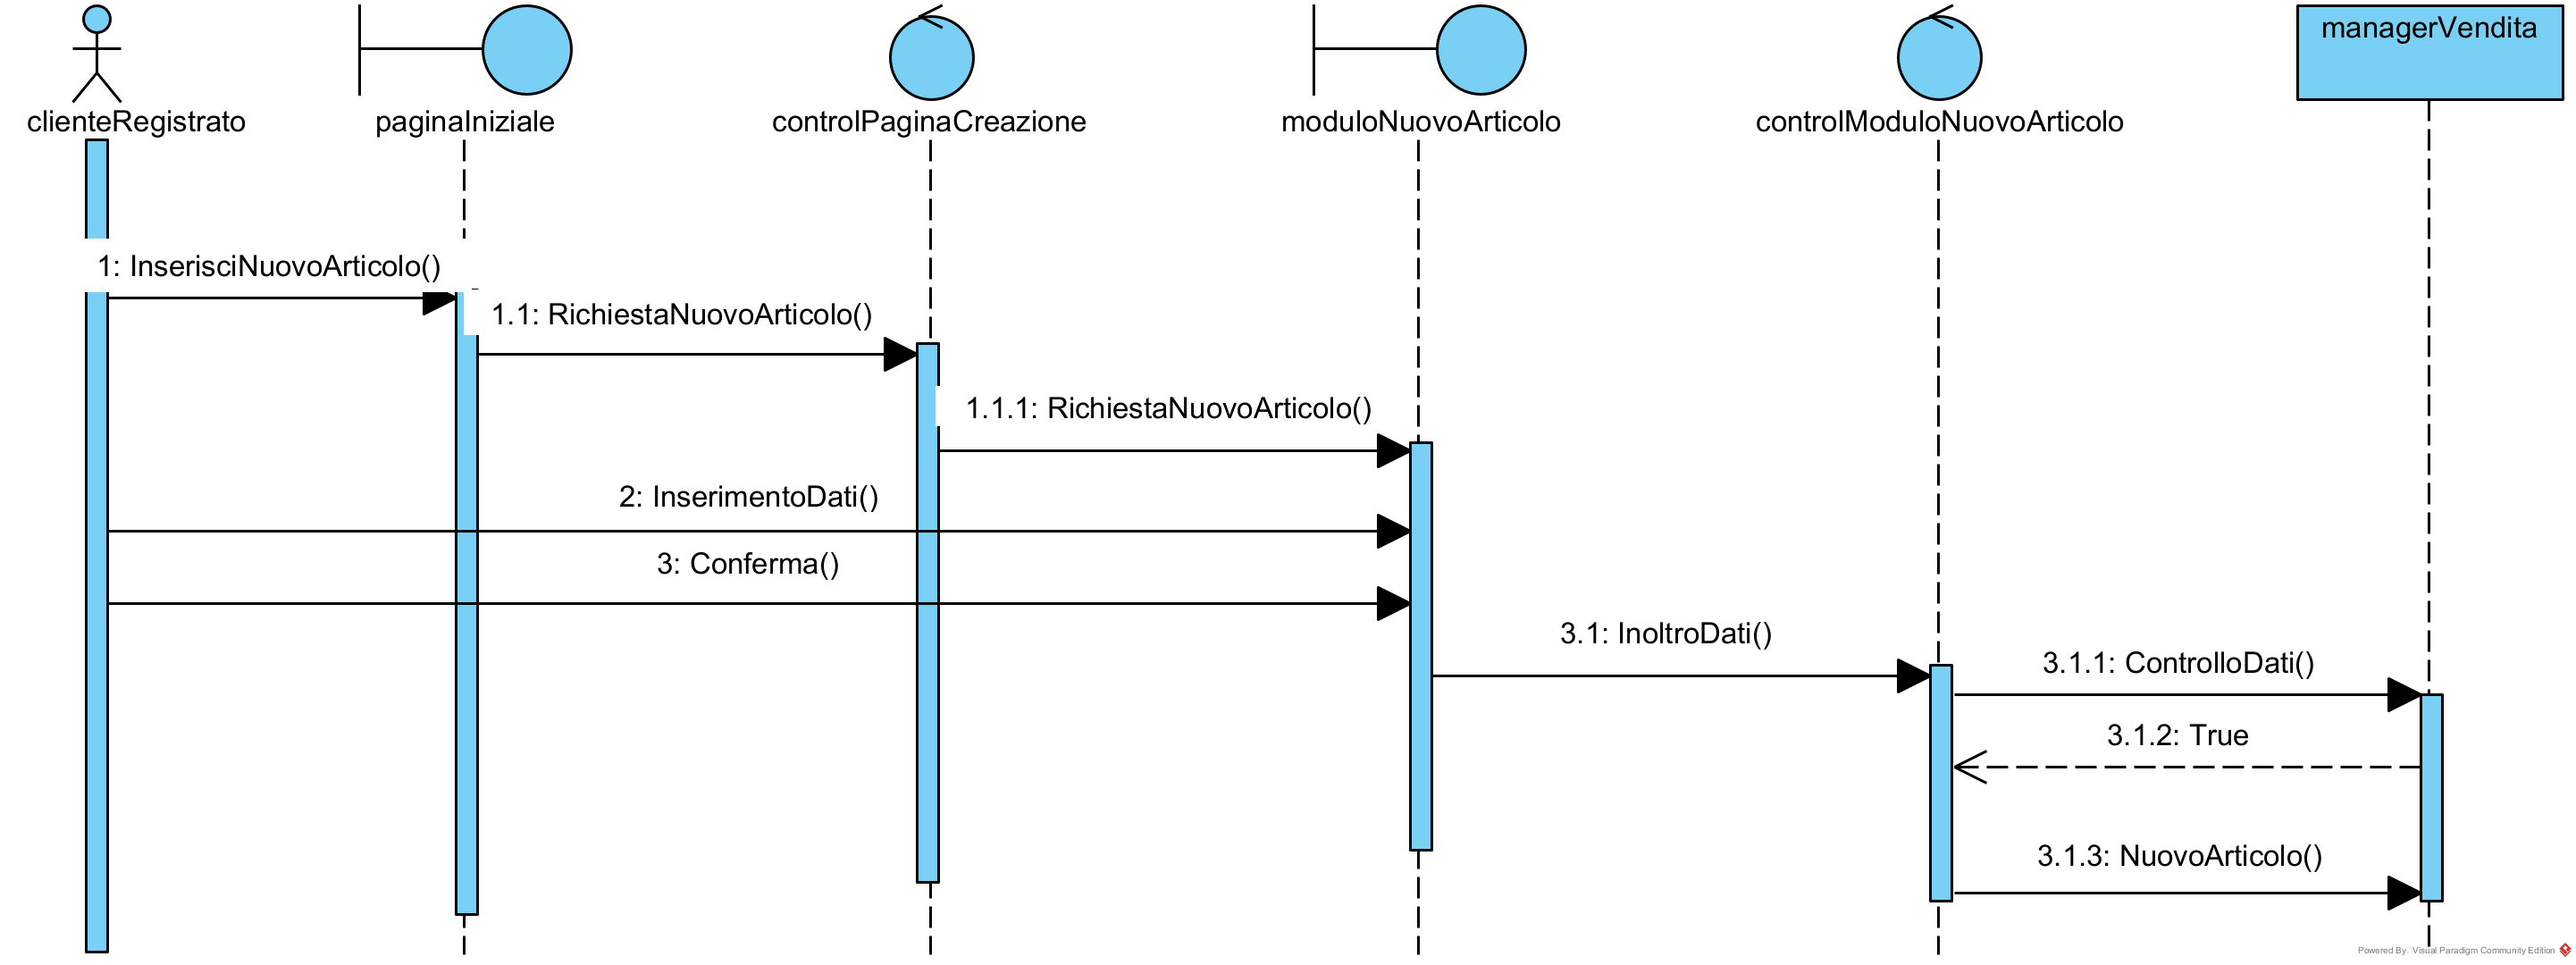 clienteRegistrato
paginaIniziale
controlPaginaCreazione
moduloNuovoArticolo
controlModuloNuovoArticolo
managerVendita
1: InserisciNuovoArticolo()
1.1: RichiestaNuovoArticolo()
1.1.1: RichiestaNuovoArticolo()
2: InserimentoDati()
3: Conferma()
3.1: InoltroDati()
3.1.1: ControlloDati()
3.1.2: True
3.1.3: NuovoArticolo()
Powered By Visual Paradigm Community Edition